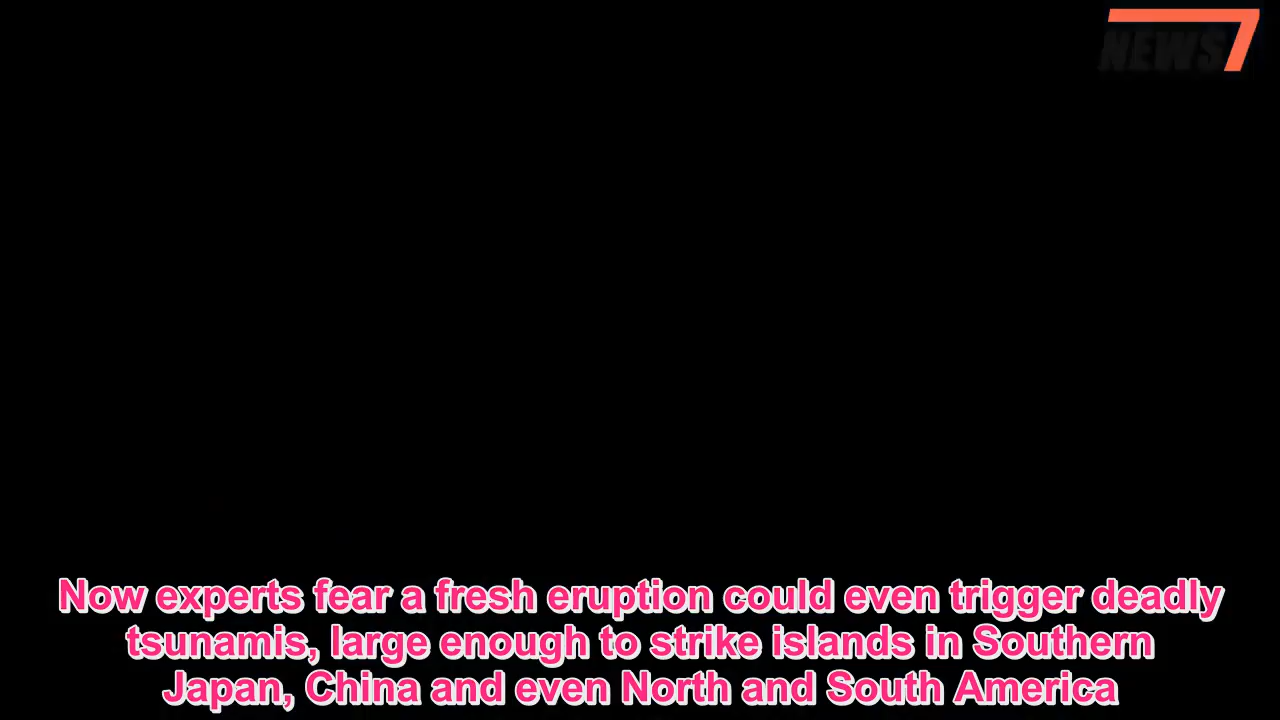 NEWS7
Now experts fear a fresh eruption could even trigger deadly
tsunamis, large enough to strike islands in Southern
Japan, China and even North and South America